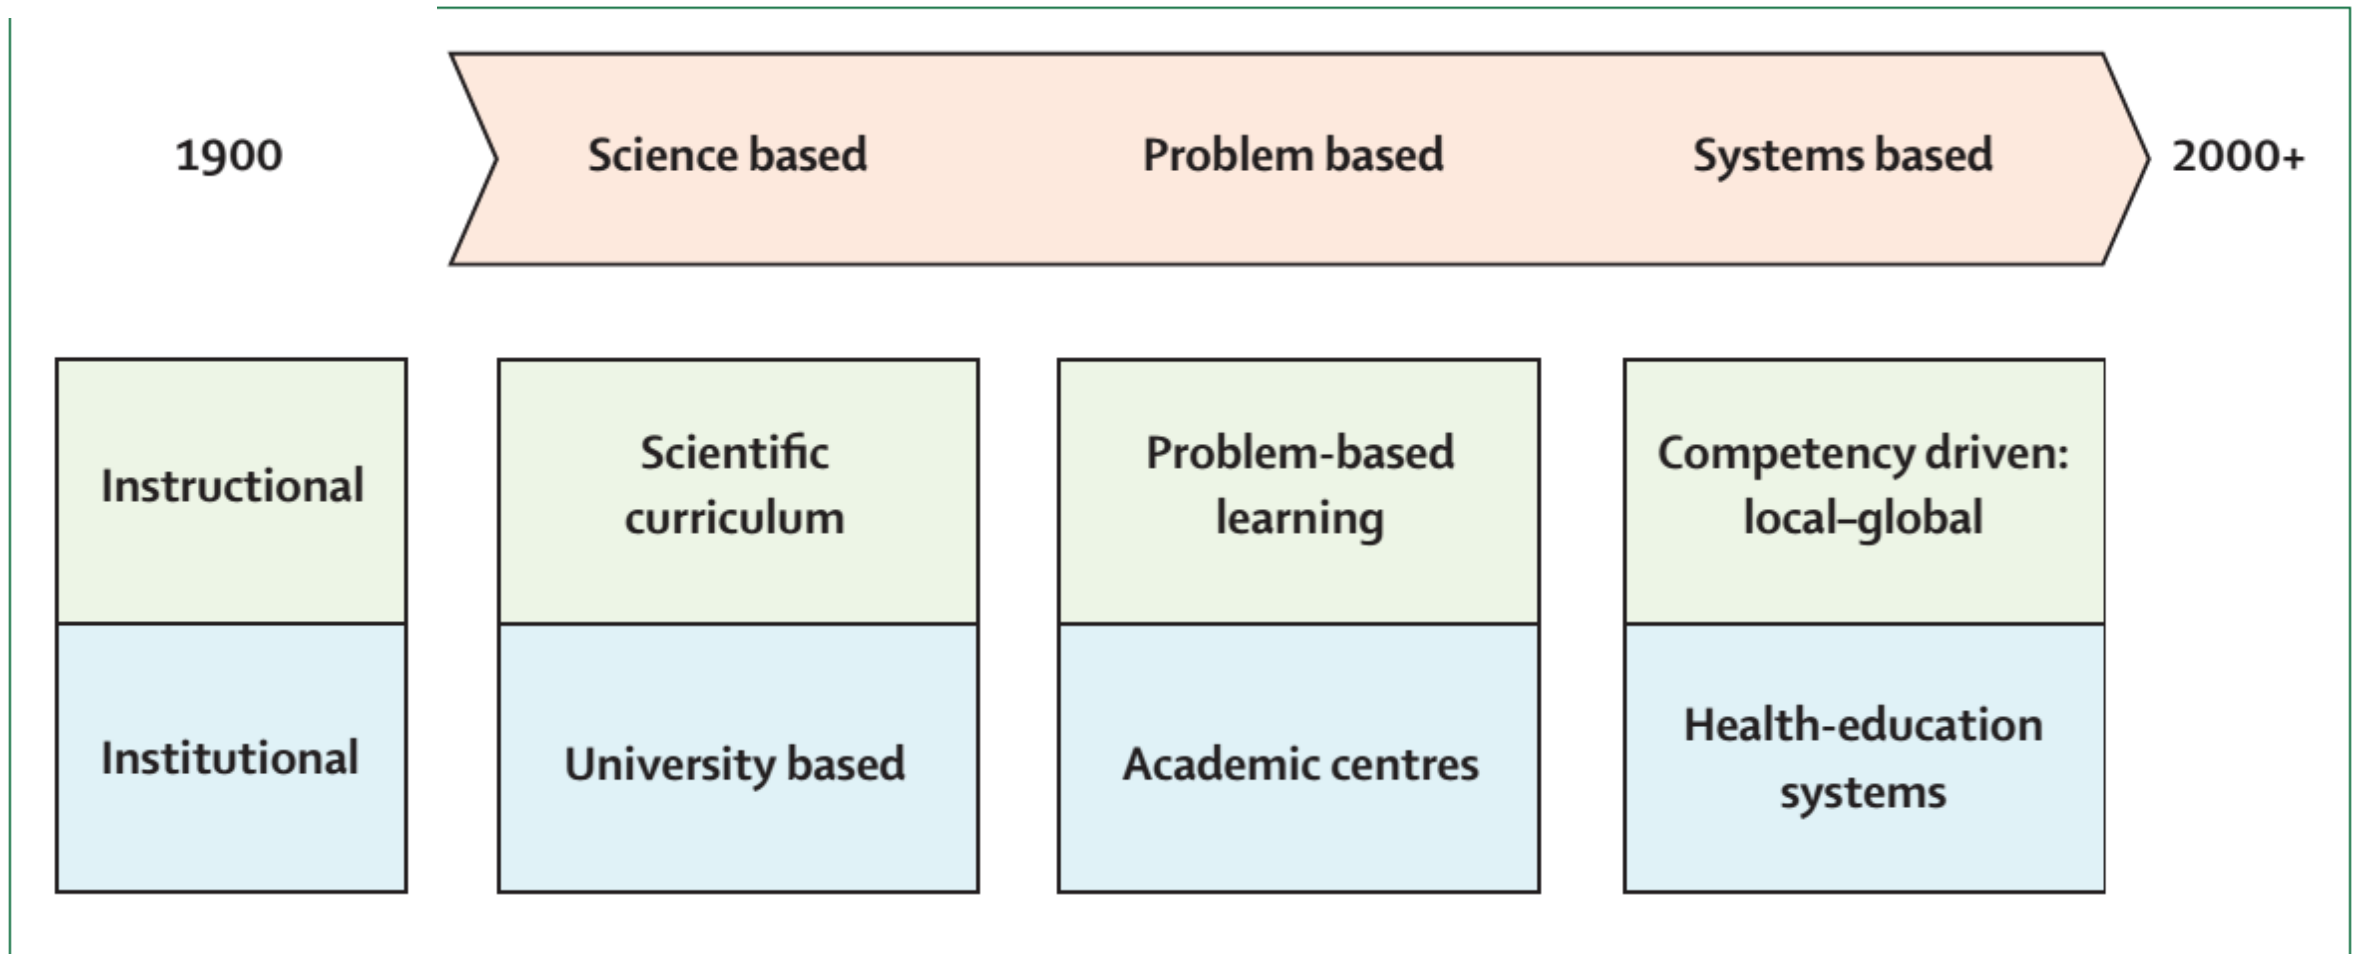 1900 Science based Problem based Systems based 2000+
Instructional
Scientific
curriculum
Problem-based
learning
Competency driven:
local–global
Institutional
University based
Academic centres
Health-education
systems